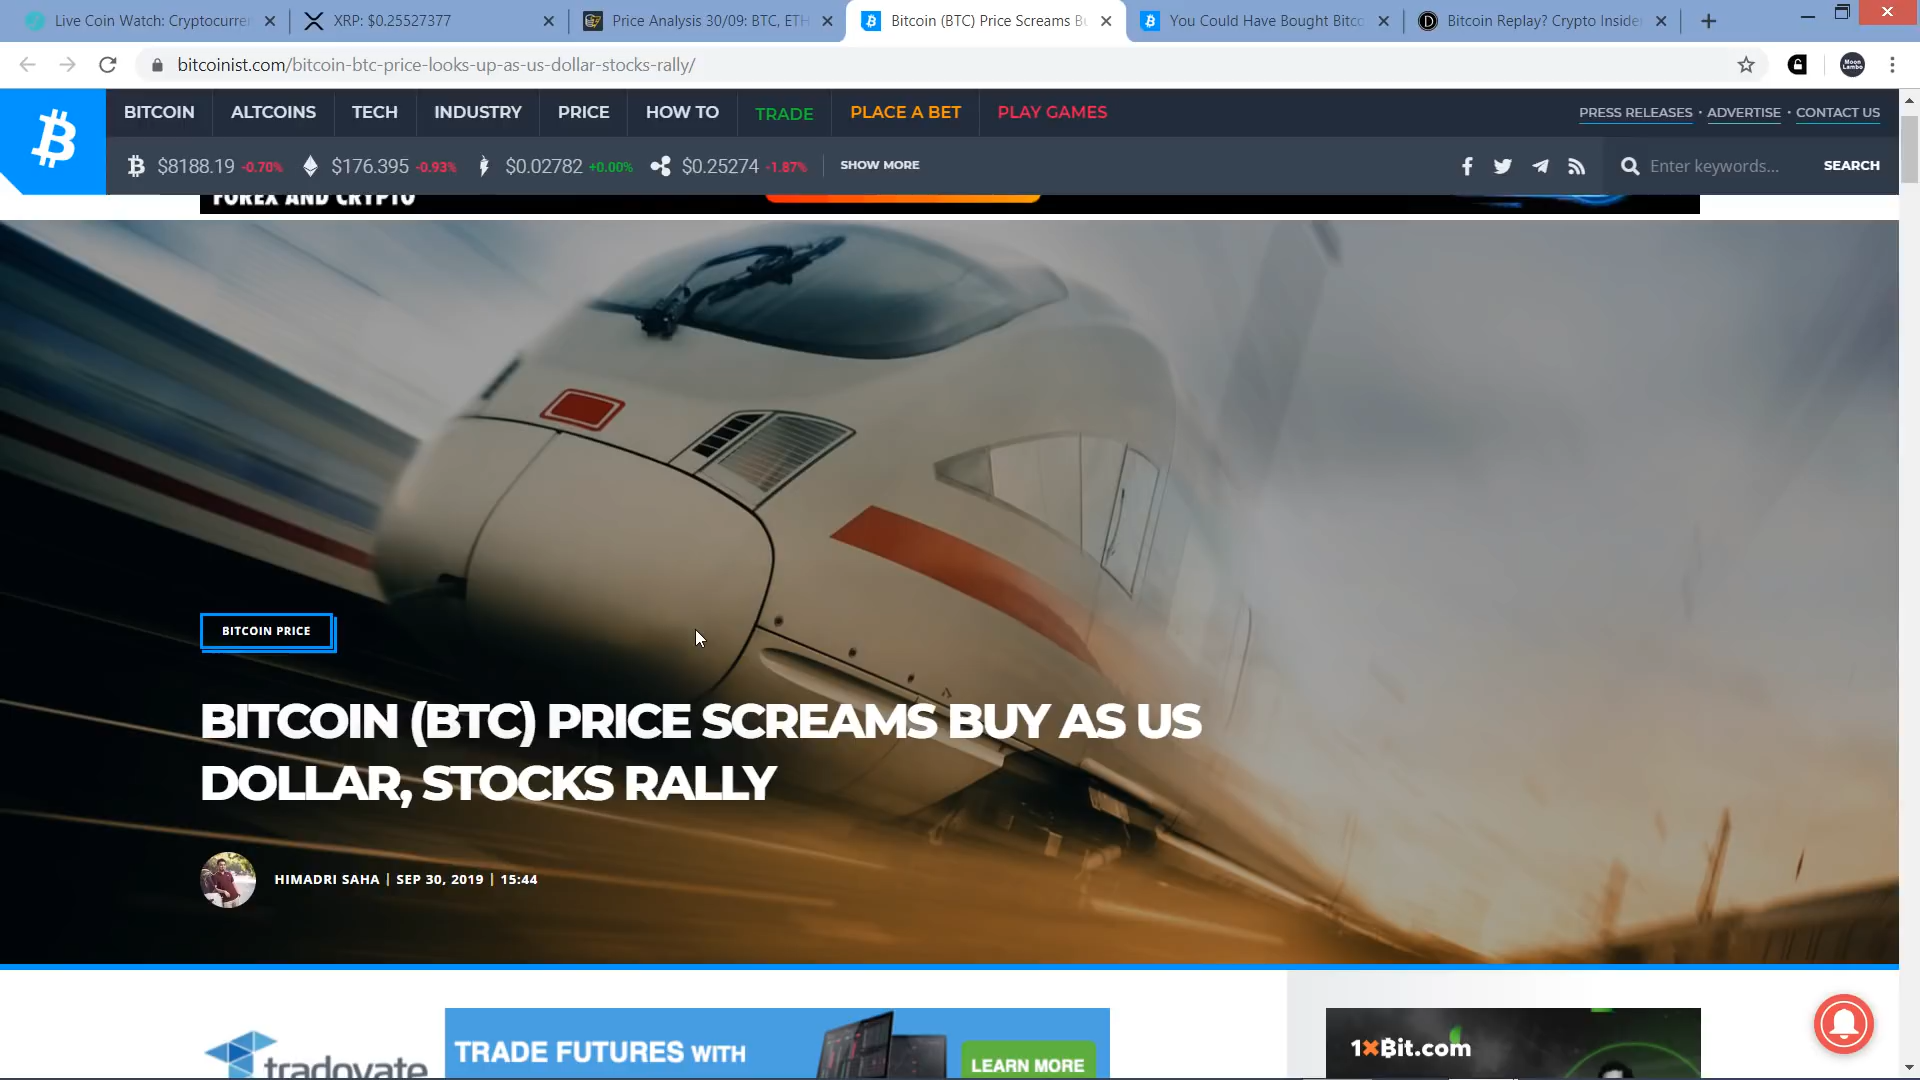 Live Coin Watch: Cryptocurren
XRP: $0.25527377
Price Analysis 30/09: BTC, ETH
Bitcoin (BTC) Price Screams Bu
You Could Have Bought Bitco
Bitcoin Replay? Crypto Insider
bitcoinist.com/bitcoin-btc-price-looks-up-as-us-dollar-stocks-rally/
Moon Lambo
BITCOIN
ALTCOINS
TECH
INDUSTRY
PRICE
HOW TO
TRADE
PLACE A BET
PLAY GAMES
PRESS RELEASES · ADVERTISE · CONTACT US
$8188.19 -0.70%
$176.395 -0.93%
$0.02782 +0.00%
$0.25274 -1.87%
SHOW MORE
Enter keywords...
SEARCH
FOREX AND CRYPTO
BITCOIN PRICE
BITCOIN (BTC) PRICE SCREAMS BUY AS US
DOLLAR, STOCKS RALLY
HIMADRI SAHA | SEP 30, 2019 | 15:44
tradovate
TRADE FUTURES WITH
LEARN MORE
1xBit.com